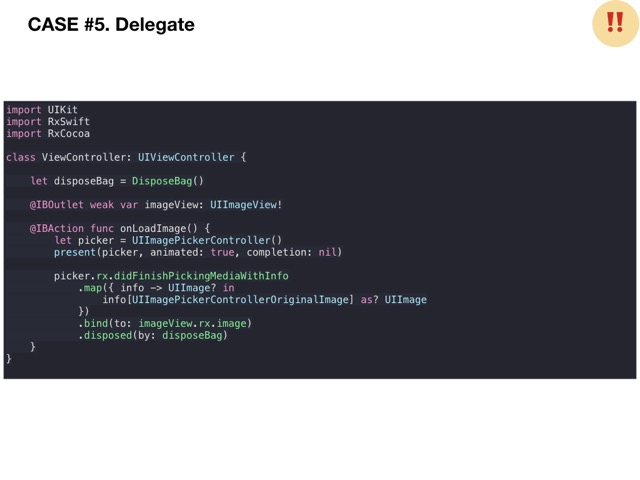 CASE #5. Delegate
‼
import UIKit
import RxSwift
import RxCocoa
class ViewController: UIViewController {
let disposeBag = DisposeBag()
@IBOutlet weak var imageView: UIImageView!
@IBAction func onLoadImage() {
let picker = UIImagePickerController()
present(picker, animated: true, completion: nil)
picker.rx.didFinishPickingMediaWithInfo
.map({ info -> UIImage? in
info[UIImagePickerControllerOriginalImage] as? UIImage
})
.bind(to: imageView.rx.image)
.disposed(by: disposeBag)
}
}